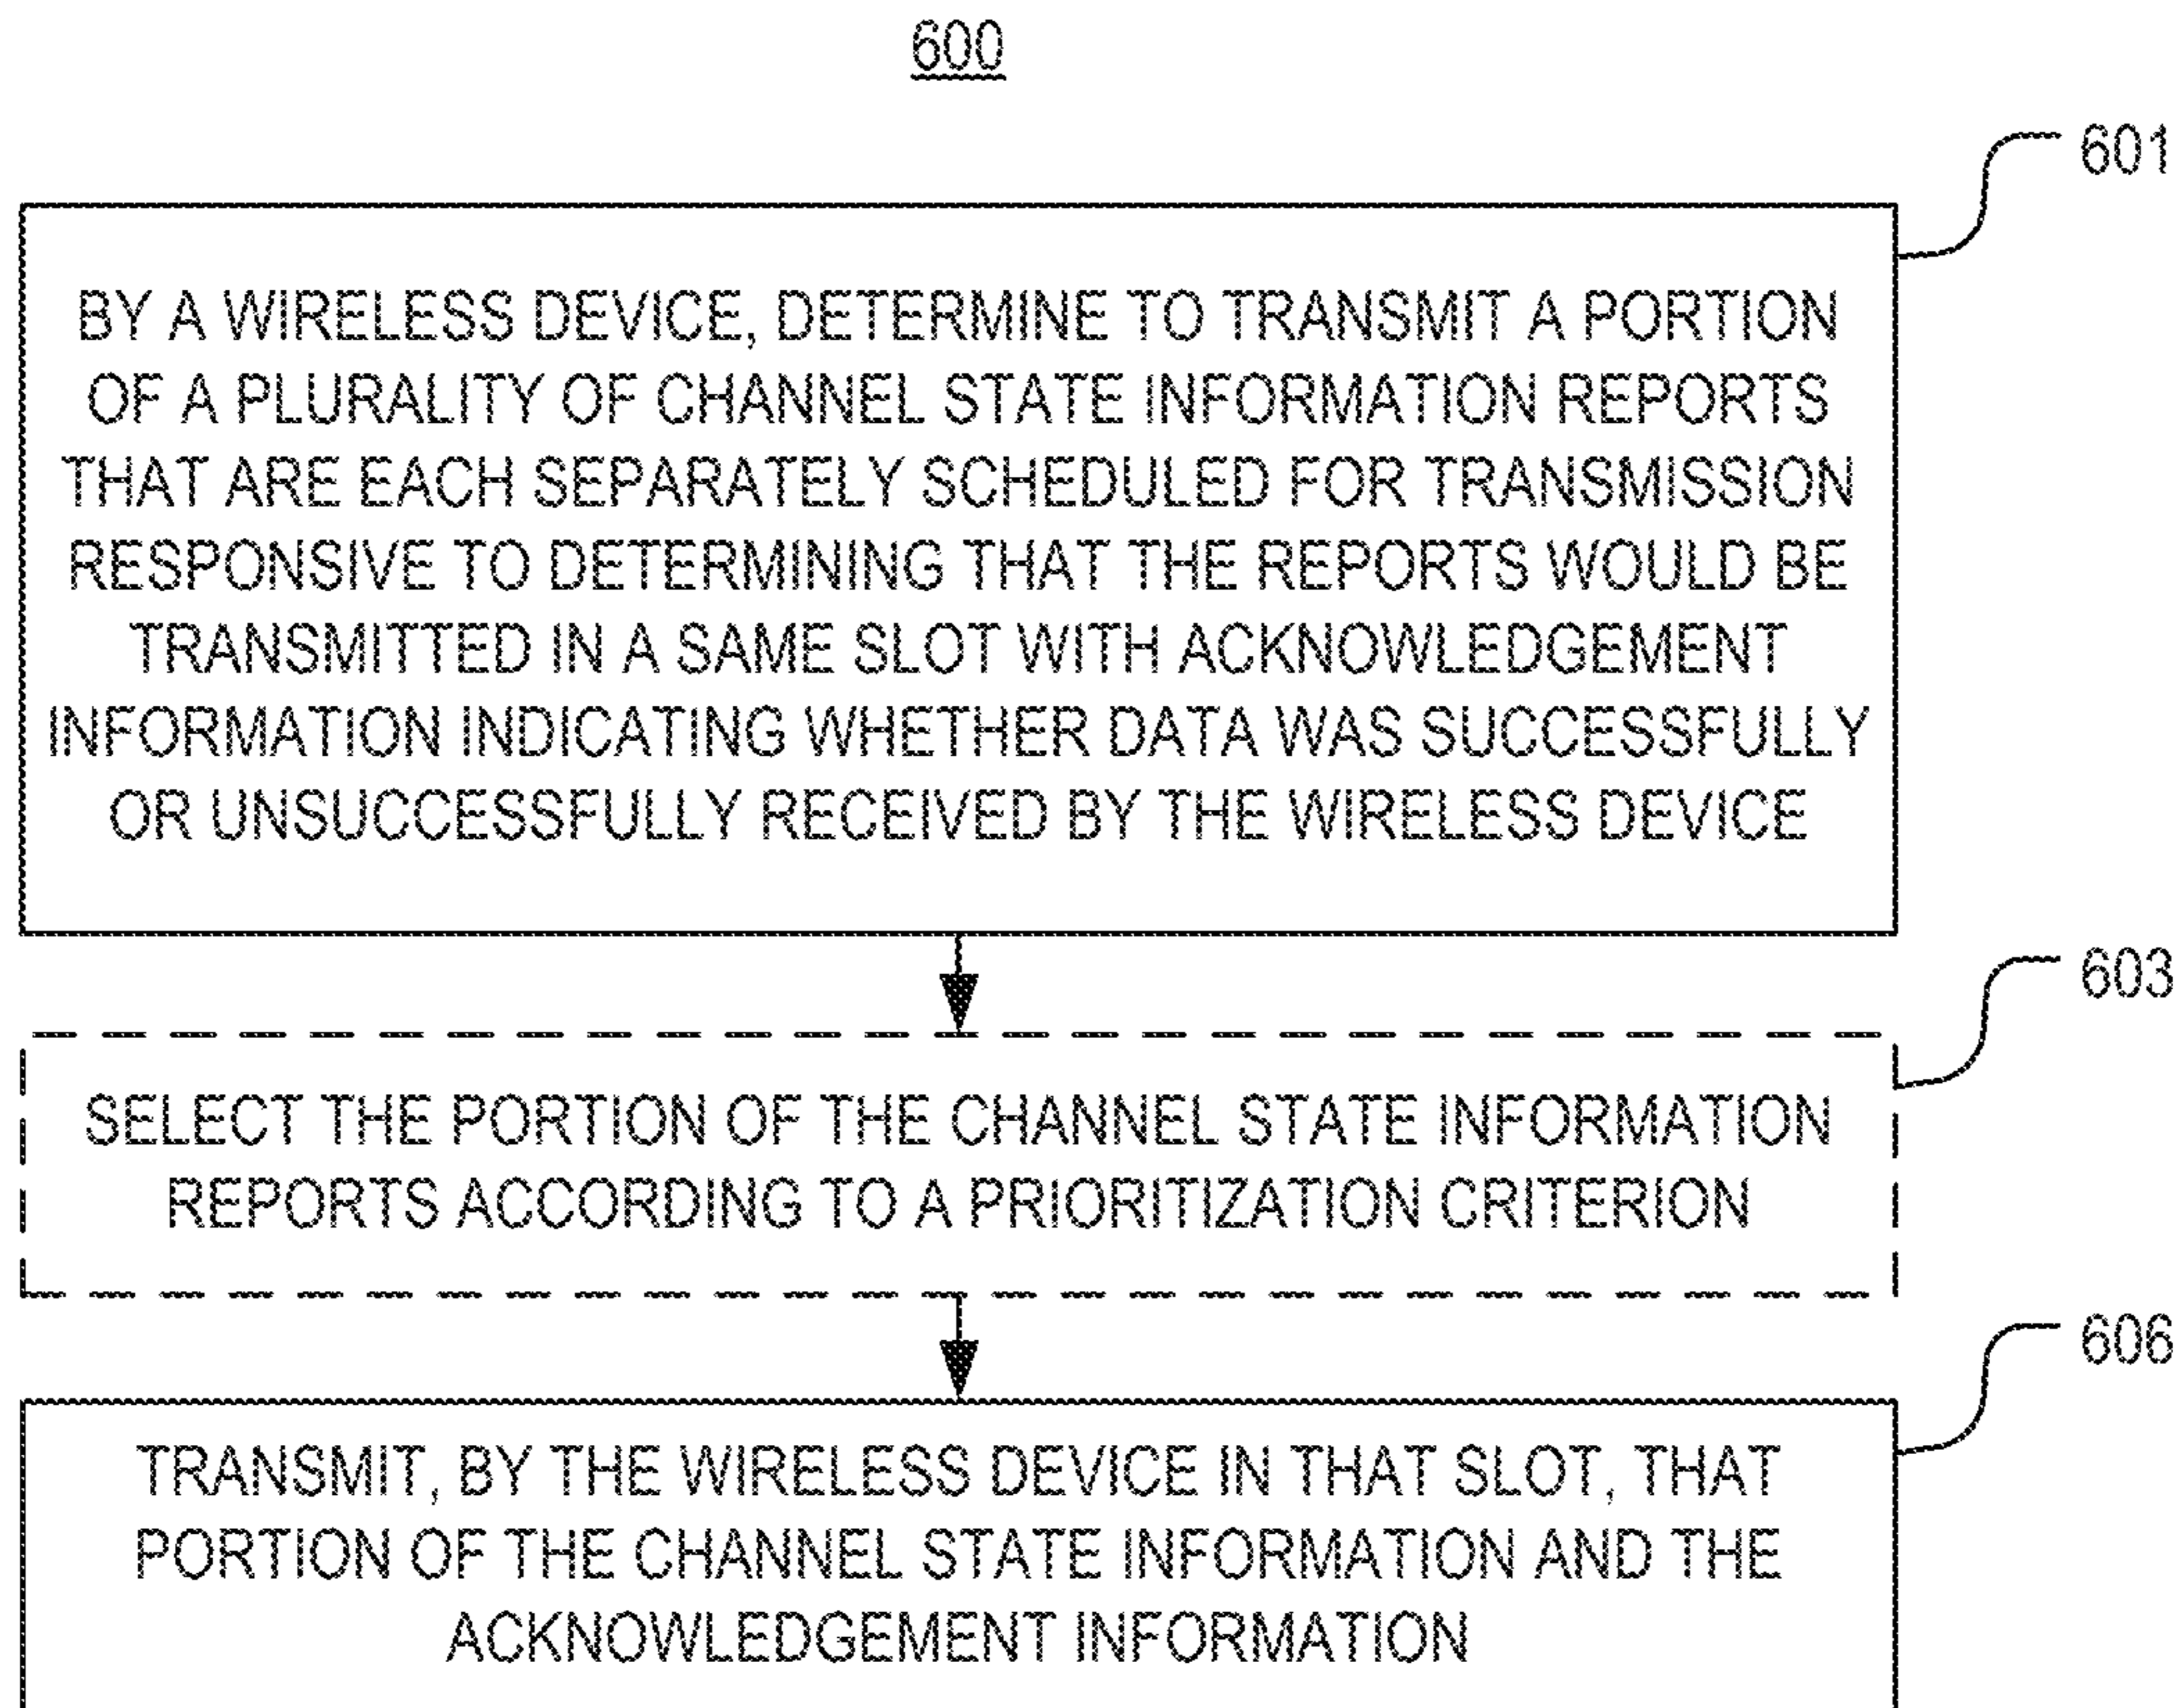 600
601
BY A WIRELESS DEVICE, DETERMINE TO TRANSMIT A PORTION
OF A PLURALITY OF CHANNEL STATE INFORMATION REPORTS
THAT ARE EACH SEPARATELY SCHEDULED FOR TRANSMISSION
RESPONSIVE TO DETERMINING THAT THE REPORTS WOULD BE
TRANSMITTED IN A SAME SLOT WITH ACKNOWLEDGEMENT
INFORMATION INDICATING WHETHER DATA WAS SUCCESSFULLY
OR UNSUCCESSFULLY RECEIVED BY THE WIRELESS DEVICE
603
SELECT THE PORTION OF THE CHANNEL STATE INFORMATION
REPORTS ACCORDING TO A PRIORITIZATION CRITERION
606
TRANSMIT, BY THE WIRELESS DEVICE IN THAT SLOT, THAT
PORTION OF THE CHANNEL STATE INFORMATION AND THE
ACKNOWLEDGEMENT INFORMATION